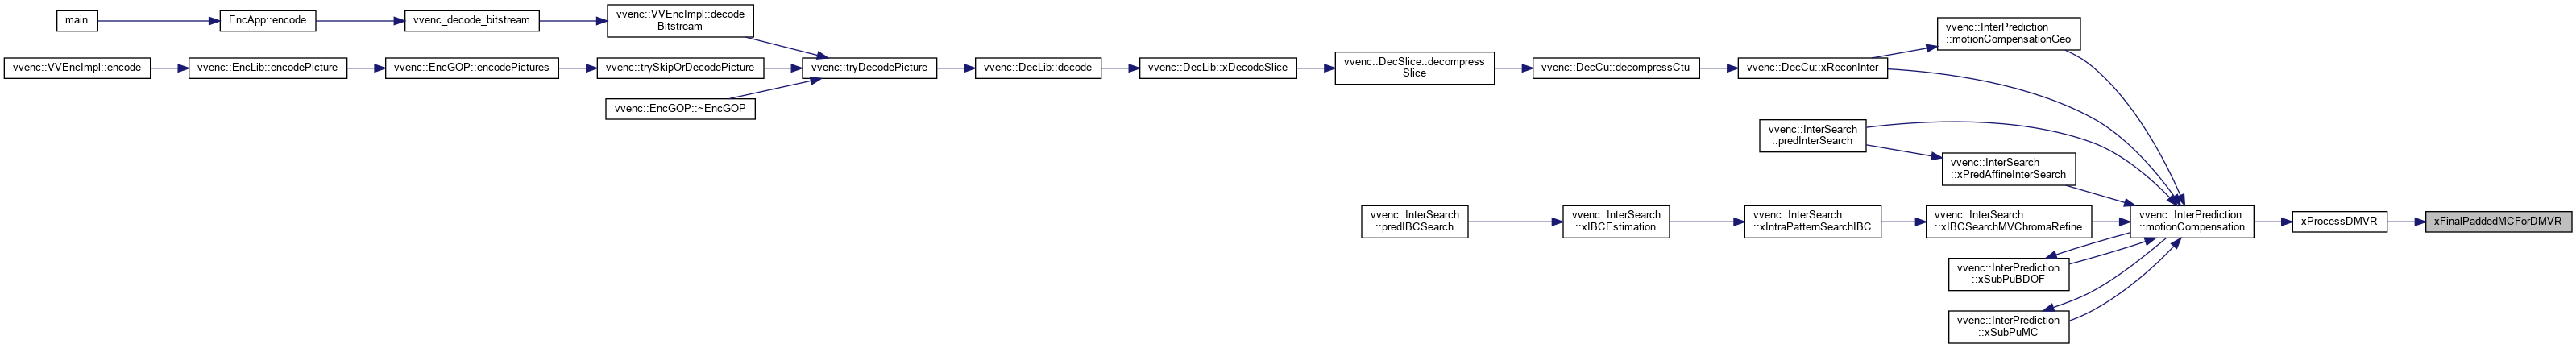 main
EncApp::encode
vvenc_decode_bitstream
vvenc::VVEncImpl::decode
Bitstream
vvenc::VVEncImpl::encode
vvenc::EncLib::encodePicture
vvenc::EncGOP::encodePictures
vvenc::trySkipOrDecodePicture
vvenc::EncGOP::~EncGOP
vvenc::tryDecodePicture
vvenc::DecLib::decode
vvenc::DecLib::xDecodeSlice
vvenc::DecSlice::decompress
Slice
vvenc::DecCu::decompressCtu
vvenc::DecCu::xReconInter
vvenc::InterPrediction
::motionCompensationGeo
vvenc::InterSearch
::predInterSearch
vvenc::InterSearch
::xPredAffineInterSearch
vvenc::InterSearch
::predIBCSearch
vvenc::InterSearch
::xIBCEstimation
vvenc::InterSearch
::xIntraPatternSearchIBC
vvenc::InterSearch
::xIBCSearchMVChromaRefine
vvenc::InterPrediction
::motionCompensation
xProcessDMVR
xFinalPaddedMCForDMVR
vvenc::InterPrediction
::xSubPuBDOF
vvenc::InterPrediction
::xSubPuMC